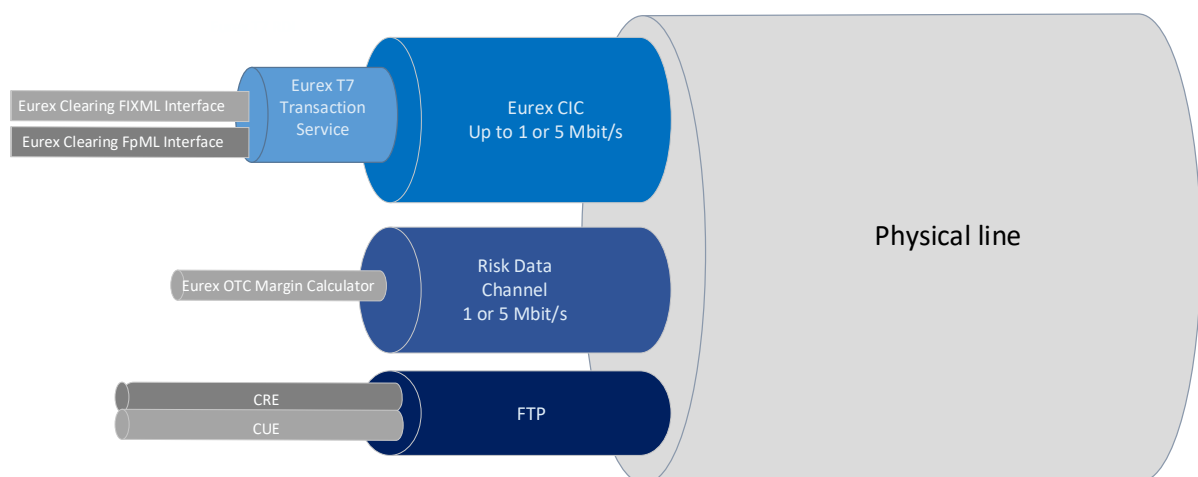 Eurex Clearing FIXML Interface
Eurex Clearing FpML Interface
Eurex T7
Transaction
Service
Eurex CIC
Up to 1 or 5 Mbit/s
Physical line
Eurex OTC Margin Calculator
Risk Data
Channel
1 or 5 Mbit/s
CRE
CUE
FTP